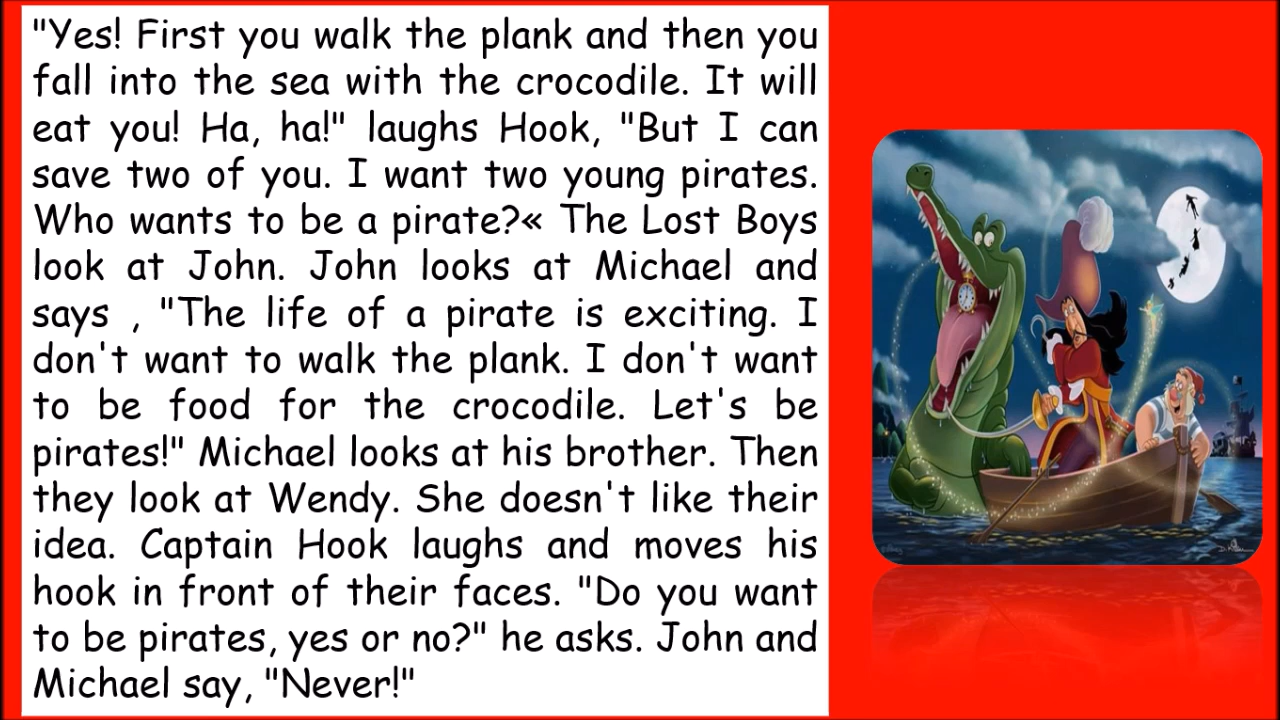 "Yes! First you walk the plank and then you
fall into the sea with the crocodile. It will
eat you! Ha, ha!" laughs Hook, "But I can
save two of you. I want two young pirates.
Who wants to be a pirate?« The Lost Boys
look at John. John looks at Michael and
says , "The life of a pirate is exciting. I
don't want to walk the plank. I don't want
to be food for the crocodile. Let's be
pirates!" Michael looks at his brother. Then
they look at Wendy. She doesn't like their
idea. Captain Hook laughs and moves his
hook in front of their faces. "Do you want
to be pirates, yes or no?" he asks. John and
Michael say, "Never!"